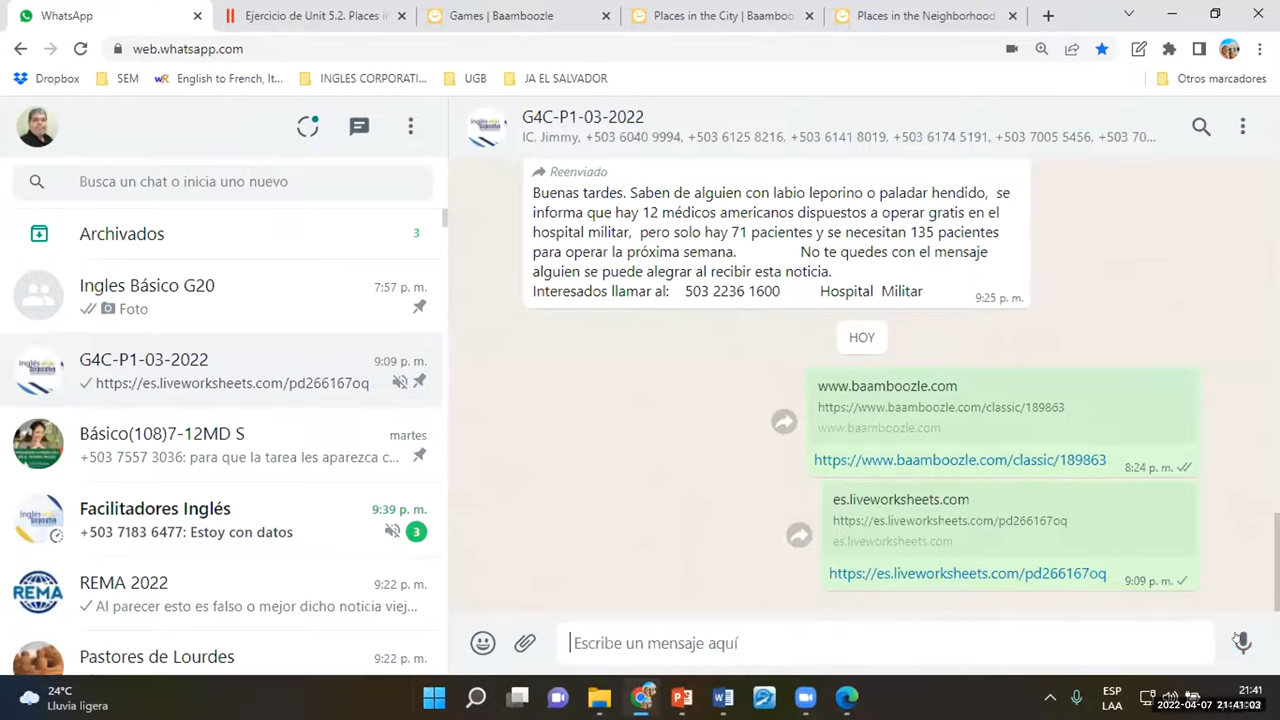 WhatsApp
Ejercicio de Unit 5.2. Places i
Games | Baamboozle
Places in the City | Baamboo
Places in the Neighborhood
web.whatsapp.com
Dropbox
SEM
wR English to French, It...
INGLES CORPORATI...
UGB
JA EL SALVADOR
Otros marcadores
G4C-P1-03-2022
IC, Jimmy, +503 6040 9994, +503 6125 8216, +503 6141 8019, +503 6174 5191, +503 7005 5456, +503 70...
Busca un chat o inicia uno nuevo
Archivados
3
Ingles Básico G20
7:57 p. m.
Foto
G4C-P1-03-2022
9:09 p. m.
https://es.liveworksheets.com/pd266167oq
Básico(108)7-12MD S
martes
+503 7557 3036: para que la tarea les aparezca c...
Facilitadores Inglés
9:39 p. m.
+503 7183 6477: Estoy con datos
3
REMA 2022
9:22 p. m.
Al parecer esto es falso o mejor dicho noticia viej...
Pastores de Lourdes
9:22 p. m.
Reenviado
Buenas tardes. Saben de alguien con labio leporino o paladar hendido, se
informa que hay 12 médicos americanos dispuestos a operar gratis en el
hospital militar, pero solo hay 71 pacientes y se necesitan 135 pacientes
para operar la próxima semana. No te quedes con el mensaje
alguien se puede alegrar al recibir esta noticia.
Interesados llamar al: 503 2236 1600 Hospital Militar
9:25 p. m.
HOY
www.baamboozle.com
https://www.baamboozle.com/classic/189863
www.baamboozle.com
https://www.baamboozle.com/classic/189863
8:24 p. m.
es.liveworksheets.com
https://es.liveworksheets.com/pd266167oq
es.liveworksheets.com
https://es.liveworksheets.com/pd266167oq
9:09 p. m.
Escribe un mensaje aquí
24°C
Lluvia ligera
ESP
LAA
21:41
2022-04-07 21:41:03